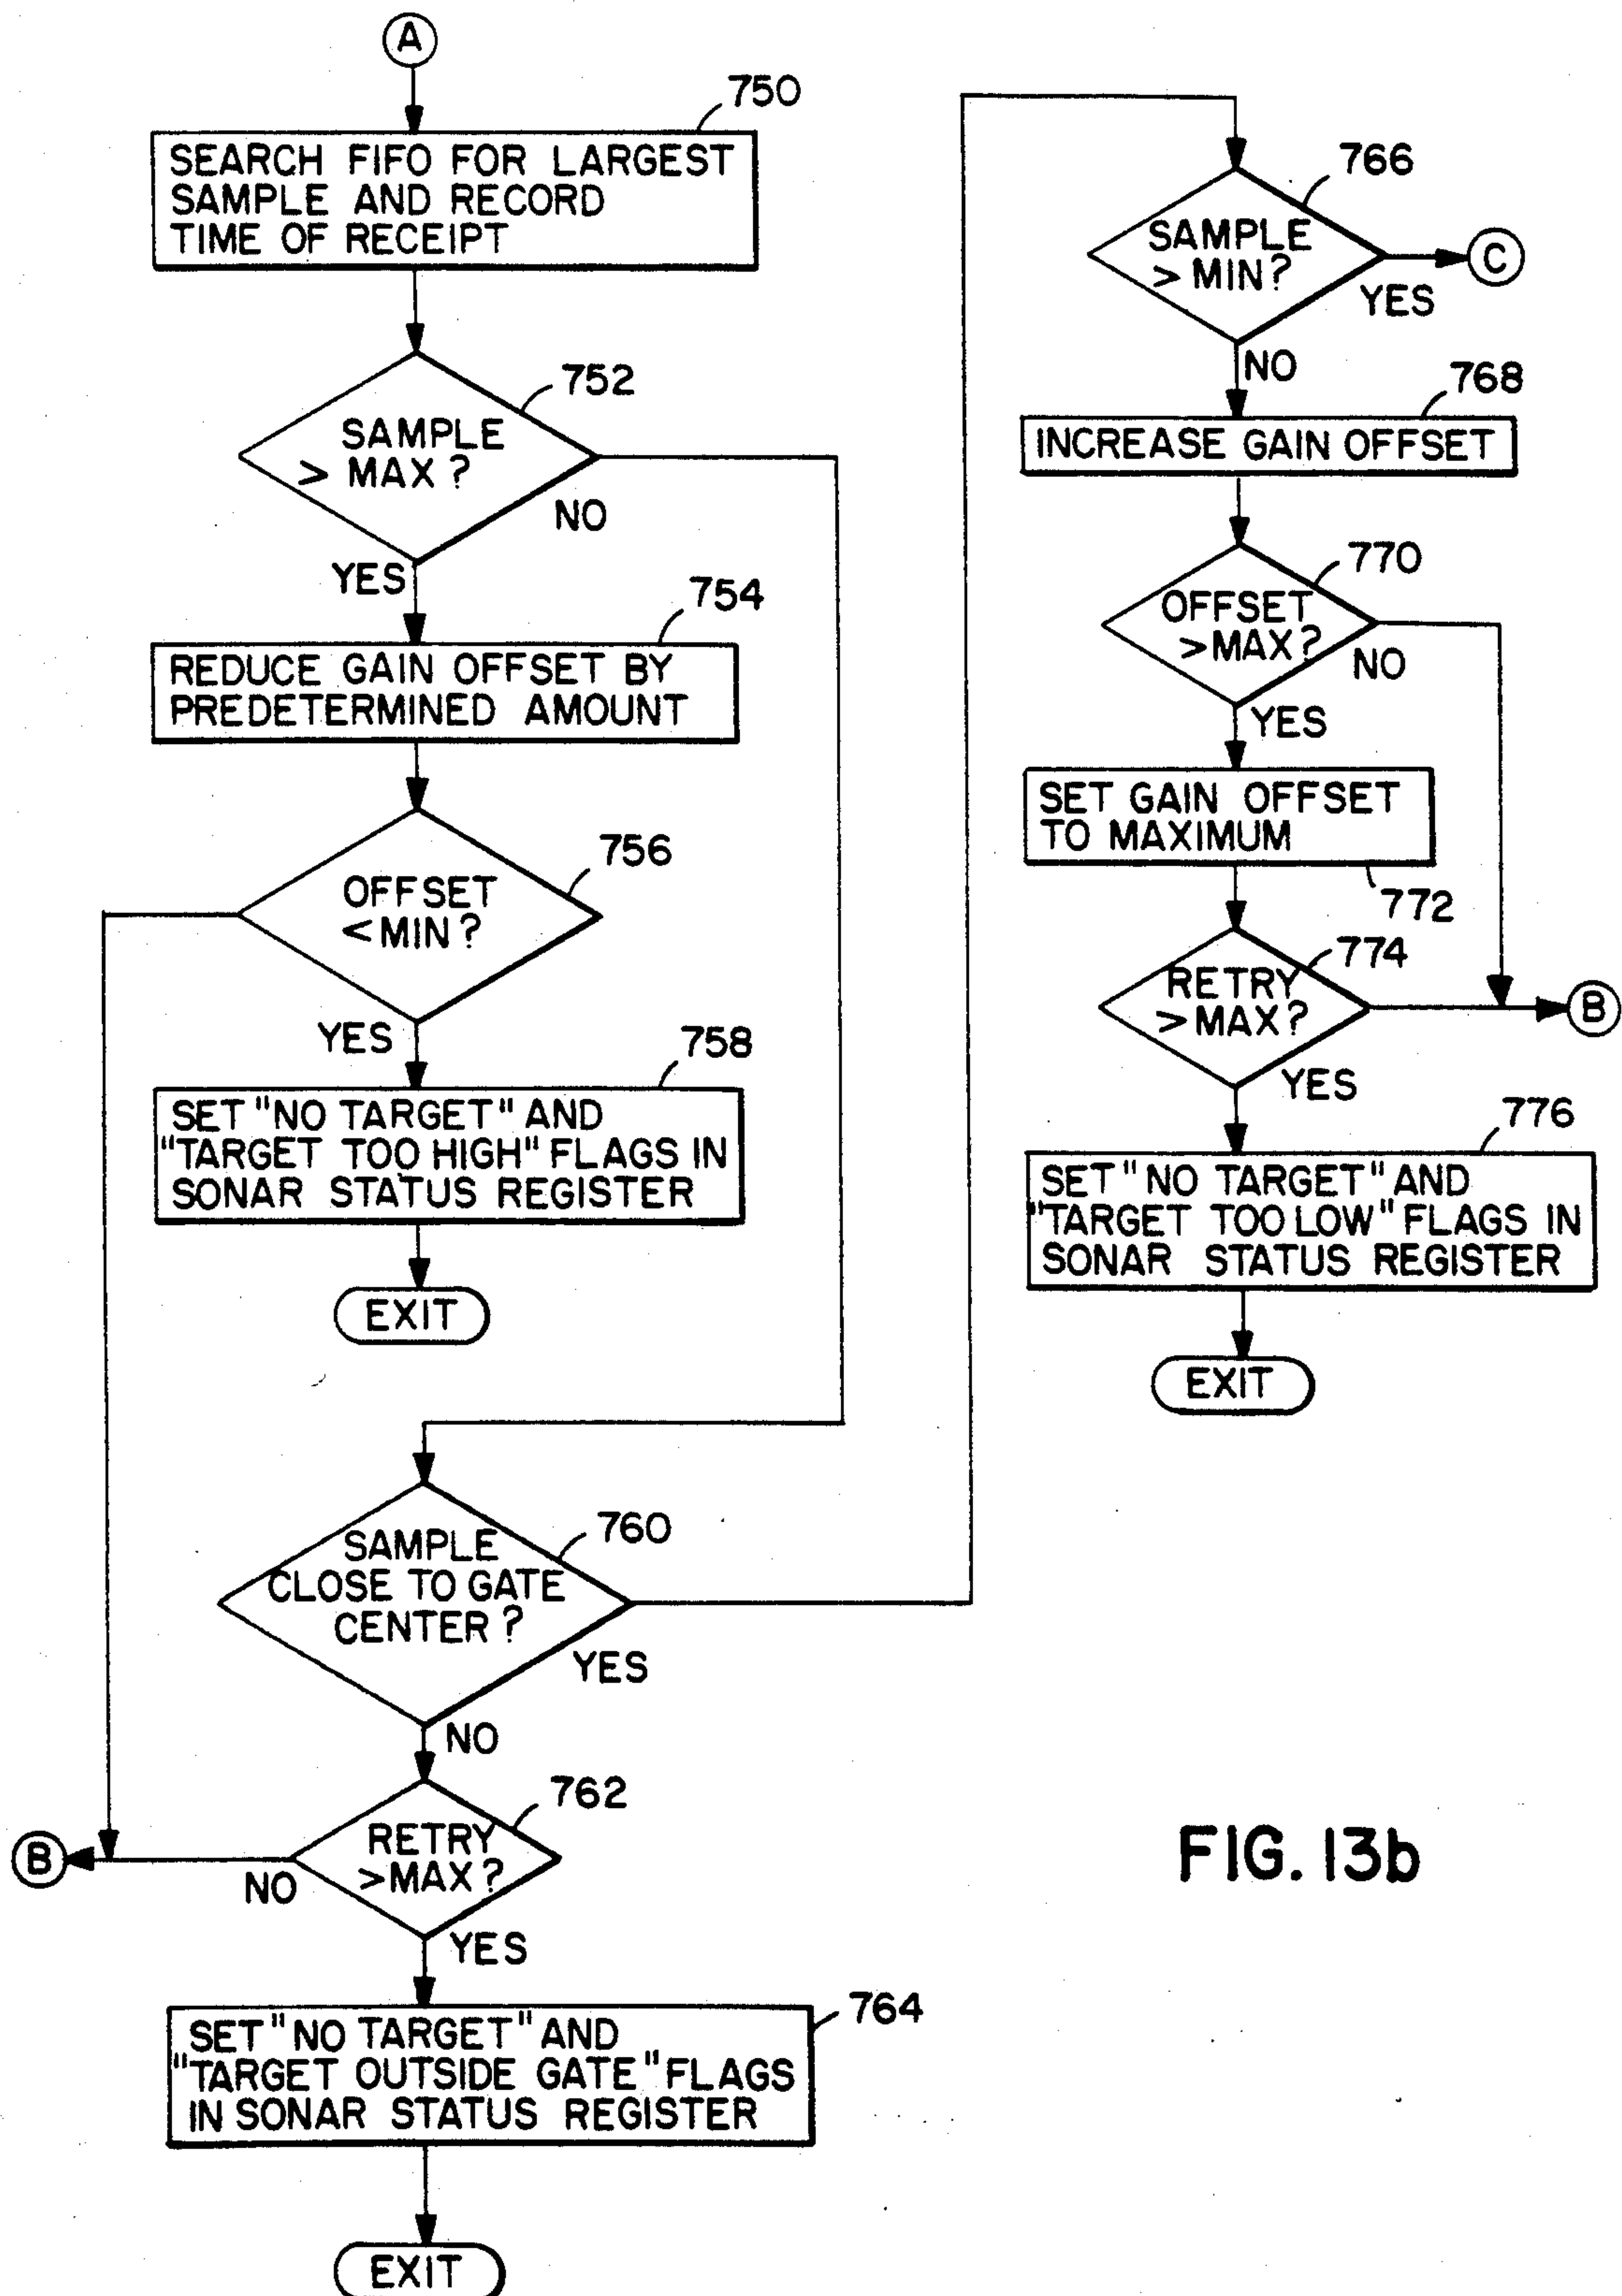 A
750
SEARCH FIFO FOR LARGEST
SAMPLE AND RECORD
TIME OF RECEIPT
752
SAMPLE
> MAX ?
NO
YES
754
REDUCE GAIN OFFSET BY
PREDETERMINED AMOUNT
756
OFFSET
< MIN ?
YES
758
SET "NO TARGET" AND
"TARGET TOO HIGH" FLAGS IN
SONAR STATUS REGISTER
EXIT
760
SAMPLE
CLOSE TO GATE
CENTER ?
YES
NO
762
RETRY
>MAX ?
B
NO
YES
764
SET "NO TARGET" AND
"TARGET OUTSIDE GATE" FLAGS
IN SONAR STATUS REGISTER
EXIT
766
SAMPLE
> MIN ?
C
YES
NO
768
INCREASE GAIN OFFSET
770
OFFSET
>MAX ?
NO
YES
SET GAIN OFFSET
TO MAXIMUM
772
774
RETRY
>MAX ?
B
YES
776
SET "NO TARGET" AND
"TARGET TOO LOW" FLAGS IN
SONAR STATUS REGISTER
EXIT
FIG. 13b